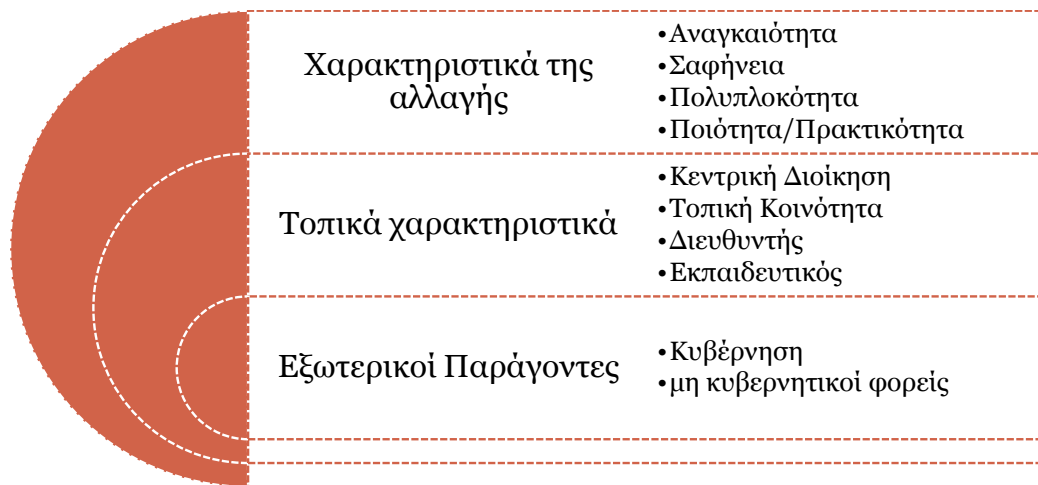 Χαρακτηριστικά της
αλλαγής
•Αναγκαιότητα
•Σαφήνεια
•Πολυπλοκότητα
•Ποιότητα/Πρακτικότητα
Τοπικά χαρακτηριστικά
•Κεντρική Διοίκηση
•Τοπική Κοινότητα
•Διευθυντής
•Εκπαιδευτικός
Εξωτερικοί Παράγοντες
•Κυβέρνηση
•μη κυβερνητικοί φορείς